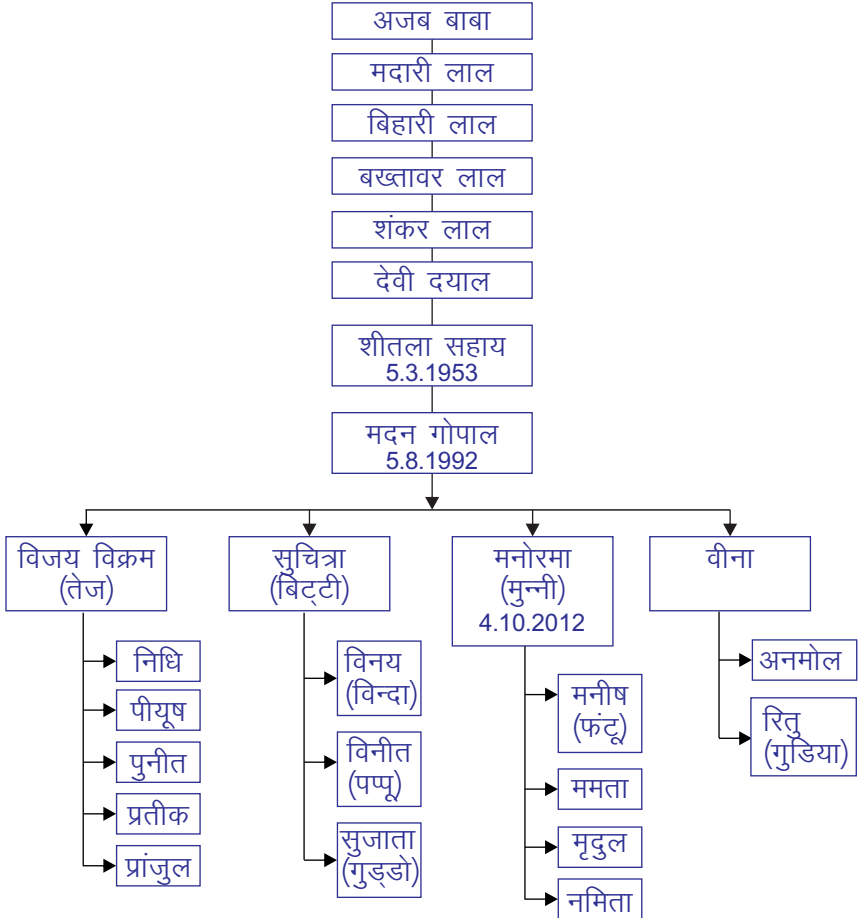 अजब बाबा
मदारी लाल
बिहारी लाल
बख्तावर लाल
शंकर लाल
देवी दयाल
शीतला सहाय
5.3.1953
मदन गोपाल
5.8.1992
विजय विक्रम
(तेज)
निधि
पीयूष
पुनीत
प्रतीक
प्रांजुल
सुचित्रा
(बिट्टी)
विनय
(विन्दा)
विनीत
(पप्पू)
सुजाता
(गुड्डो)
मनोरमा
(मुन्नी)
4.10.2012
मनीष
(फंटू)
ममता
मृदुल
नमिता
वीना
अनमोल
रितु
(गुडिया)